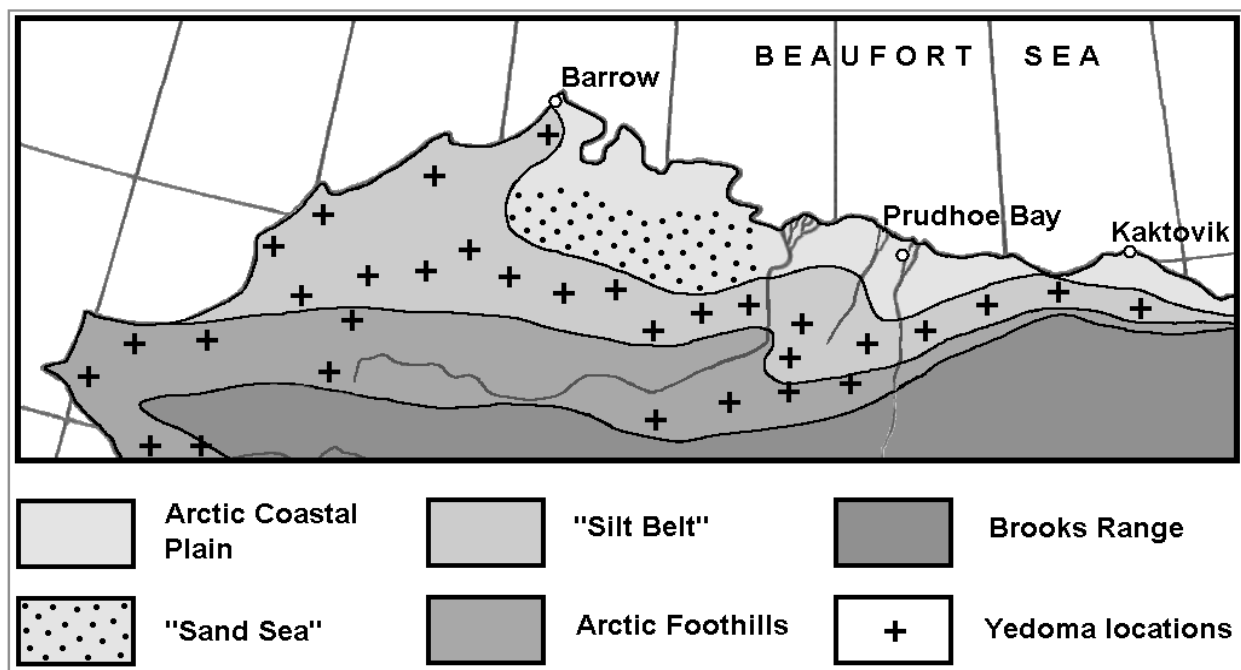 BEAUFORT SEA
Barrow
Prudhoe Bay
Kaktovik
Arctic Coastal
Plain
"Silt Belt"
Brooks Range
"Sand Sea"
Arctic Foothills
Yedoma locations